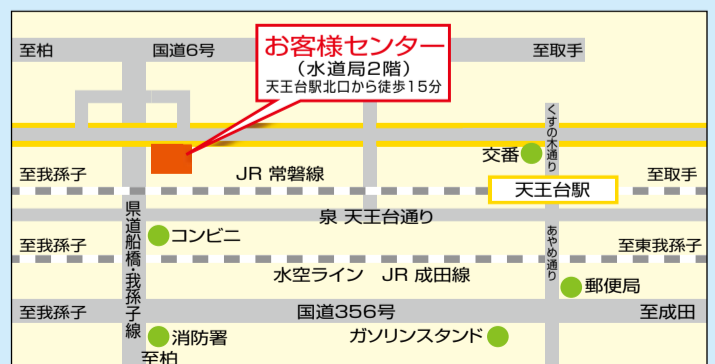 至柏
国道6号
お客様センター
（水道局2階）
天王台駅北口から徒歩15分
至取手
くすの木通り
交番
至我孫子
JR 常磐線
至取手
天王台駅
県道船橋・我孫子線
泉 天王台通り
コンビニ
あやめ通り
至我孫子
至東我孫子
水空ライン JR 成田線
郵便局
至我孫子
国道356号
至成田
消防署
ガソリンスタンド
至柏